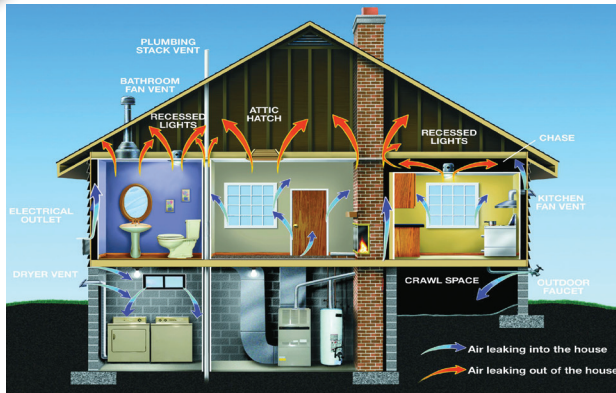 PLUMBING
STACK VENT
BATHROOM
FAN VENT
RECESSED
LIGHTS
ATTIC
HATCH
RECESSED
LIGHTS
CHASE
ELECTRICAL
OUTLET
KITCHEN
FAN VENT
DRYER VENT
CRAWL SPACE
OUTDOOR
FAUCET
Air leaking into the house
Air leaking out of the house